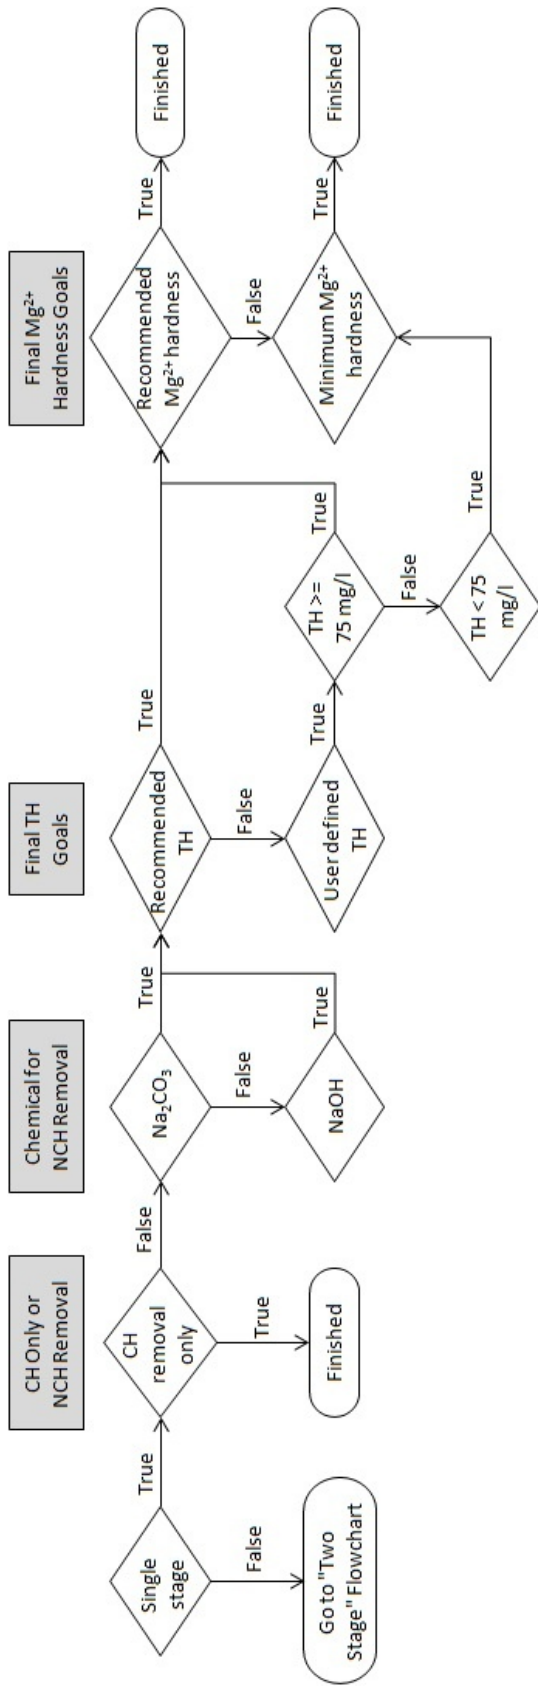 CH Only or
NCH Removal
Chemical for
NCH Removal
Final TH
Goals
Final Mg²⁺
Hardness Goals
Single
stage
True
False
Go to "Two
Stage" Flowchart
CH
removal
only
False
True
Finished
Na₂CO₃
True
False
NaOH
True
Recommended
TH
True
False
User defined
TH
True
TH >=
75 mg/l
True
False
TH < 75
mg/l
True
Recommended
Mg²⁺ hardness
True
Finished
False
Minimum Mg²⁺
hardness
True
Finished